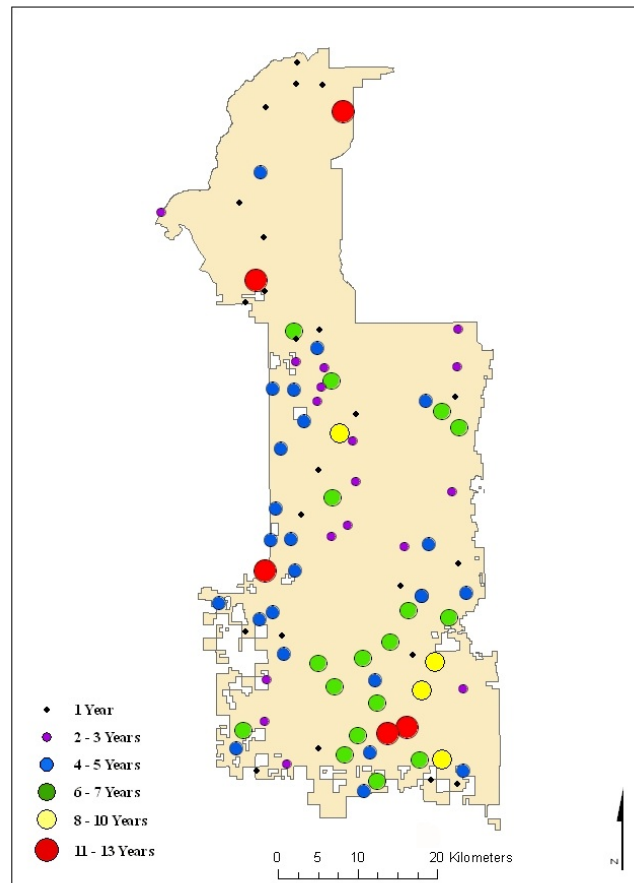 1 Year
2 - 3 Years
4 - 5 Years
6 - 7 Years
8 - 10 Years
11 - 13 Years
0 5 10 20 Kilometers
N